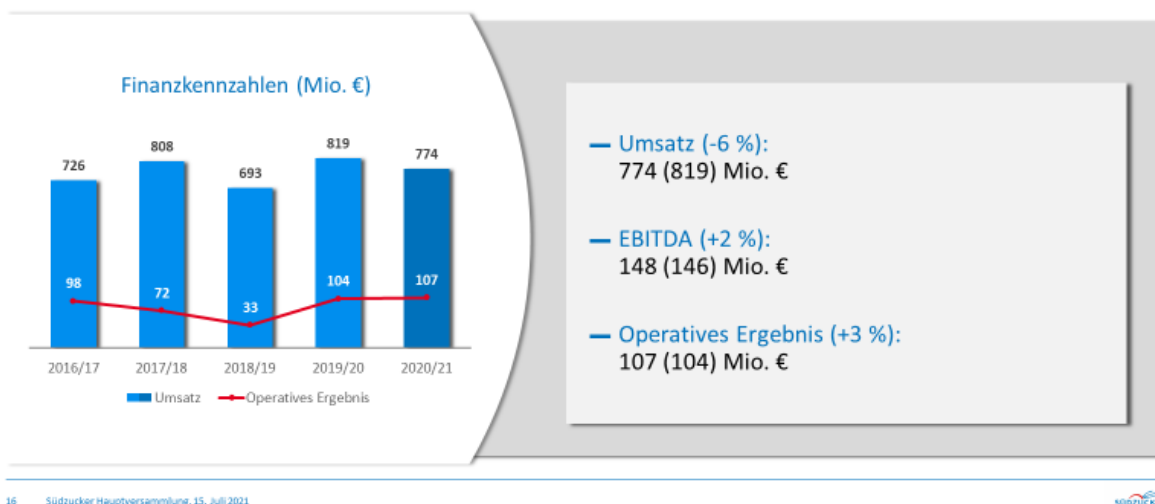 Finanzkennzahlen (Mio. €)
726
808
693
819
774
98
72
33
104
107
2016/17
2017/18
2018/19
2019/20
2020/21
Umsatz
Operatives Ergebnis
— Umsatz (-6 %):
774 (819) Mio. €
— EBITDA (+2 %):
148 (146) Mio. €
— Operatives Ergebnis (+3 %):
107 (104) Mio. €
16 Südzucker Hauptversammlung, 15. Juli 2021